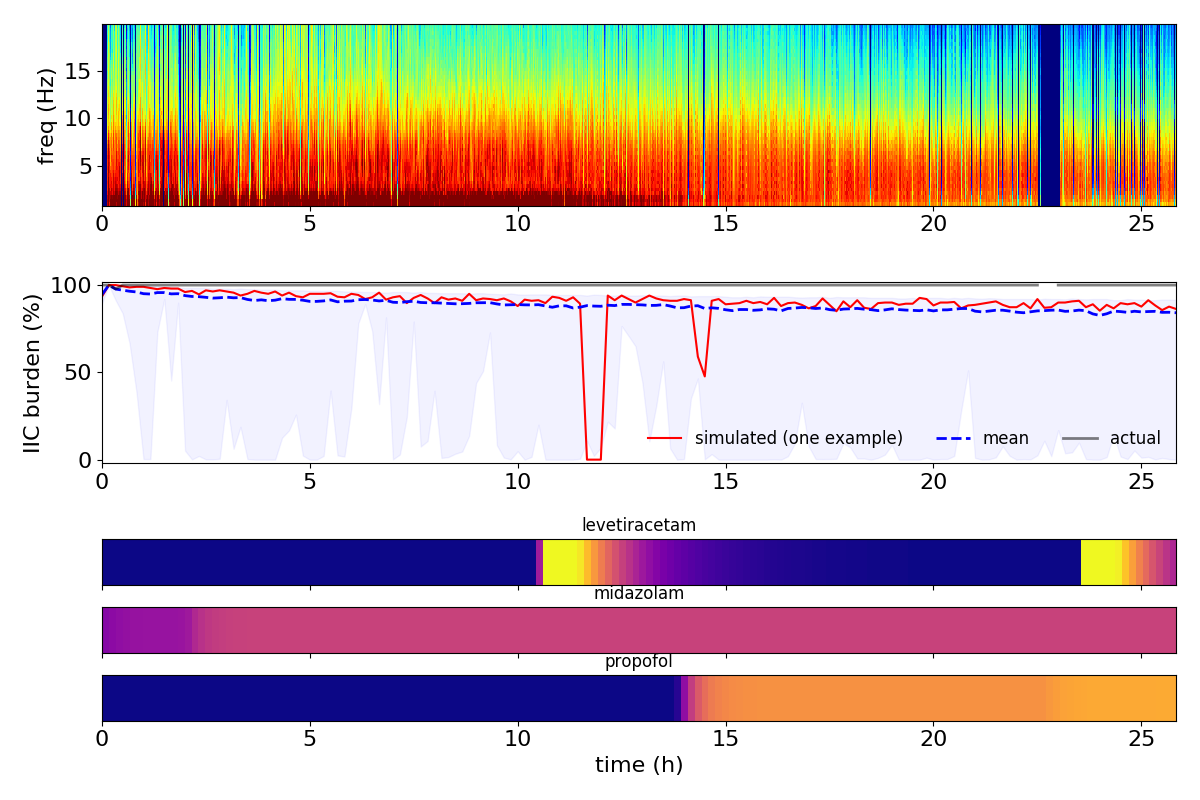 freq (Hz)
15
10
5
0 5 10 15 20 25
IIC burden (%)
100
50
0
simulated (one example) mean actual
0 5 10 15 20 25
levetiracetam
midazolam
propofol
0 5 10 15 20 25
time (h)